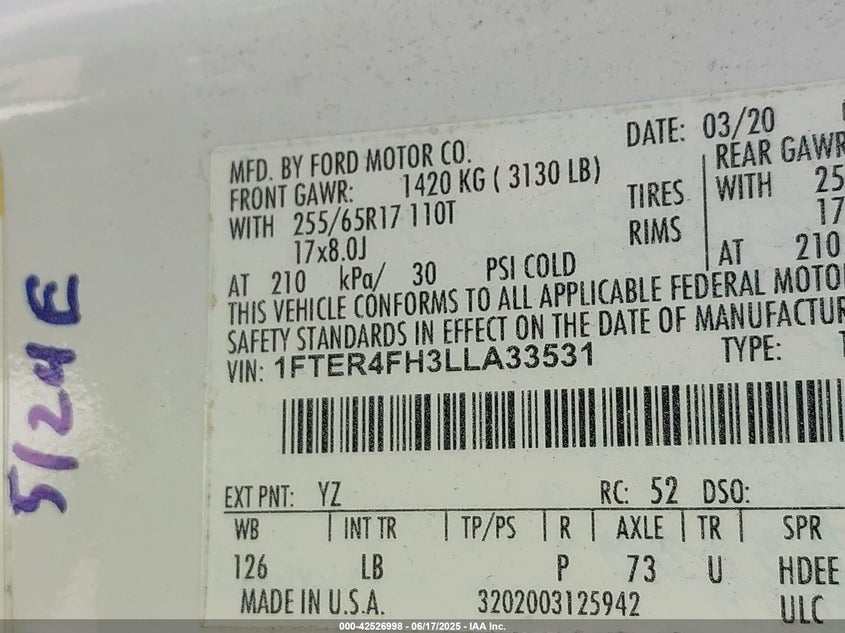 DATE: 03/20
MFD. BY FORD MOTOR CO.
FRONT GAWR: 1420 KG ( 3130 LB)
WITH 255/65R17 110T TIRES
17x8.0J RIMS
AT 210 kPa/ 30 PSI COLD
REAR GAWR
WITH 25
17
AT 210
THIS VEHICLE CONFORMS TO ALL APPLICABLE FEDERAL MOTO
SAFETY STANDARDS IN EFFECT ON THE DATE OF MANUFACTUR
VIN: 1FTER4FH3LLA33531 TYPE:
EXT PNT: YZ RC: 52 DSO:
WB | INT TR | TP/PS | R | AXLE | TR | SPR
126 LB P 73 U HDEE
MADE IN U.S.A. 3202003125942 ULC
5/24E
000-42526998 - 06/17/2025 - IAA Inc.